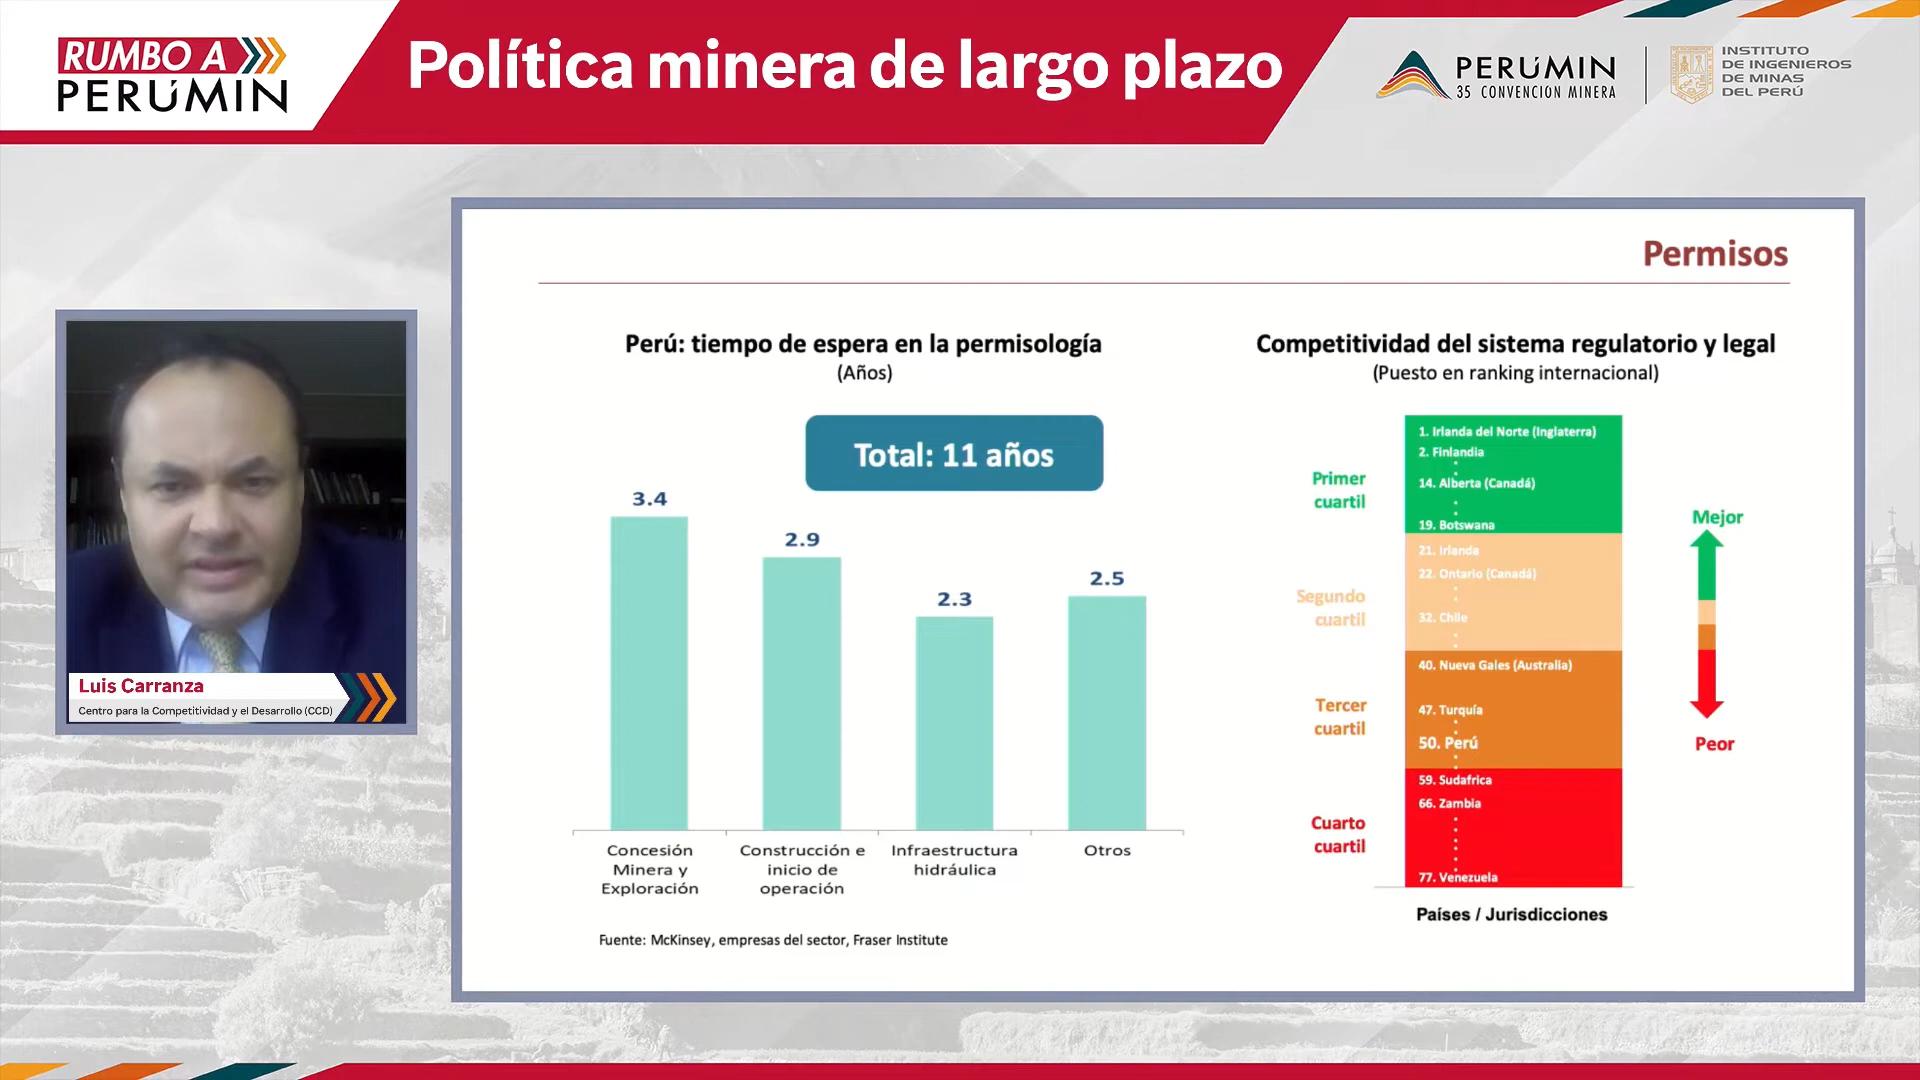 RUMBO A
PERÚMIN
Política minera de largo plazo
PERÚMIN
35 CONVENCIÓN MINERA
INSTITUTO
DE INGENIEROS
DE MINAS
DEL PERÚ
Permisos
Perú: tiempo de espera en la permisología
(Años)
Total: 11 años
3.4
2.9
2.3
2.5
Concesión
Minera y
Exploración
Construcción e
inicio de
operación
Infraestructura
hidráulica
Otros
Fuente: McKinsey, empresas del sector, Fraser Institute
Competitividad del sistema regulatorio y legal
(Puesto en ranking internacional)
Primer
cuartil
1. Irlanda del Norte (Inglaterra)
2. Finlandia
14. Alberta (Canadá)
19. Botswana
Segundo
cuartil
21. Irlanda
22. Ontario (Canadá)
32. Chile
Tercer
cuartil
40. Nueva Gales (Australia)
47. Turquía
50. Perú
Cuarto
cuartil
59. Sudafrica
66. Zambia
77. Venezuela
Mejor
Peor
Países / Jurisdicciones
Luis Carranza
Centro para la Competitividad y el Desarrollo (CCD)